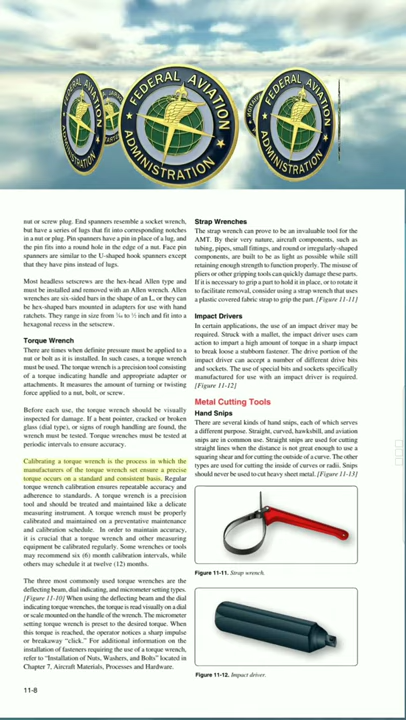 FEDERAL AVIATION
ADMINISTRATION
FEDERAL AVIATION
ADMINISTRATION
FEDERAL AVIATION
ADMINISTRATION
nut or screw plug. End spanners resemble a socket wrench,
but have a series of lugs that fit into corresponding notches
in a nut or plug. Pin spanners have a pin in place of a lug, and
the pin fits into a round hole in the edge of a nut. Face pin
spanners are similar to the U-shaped hook spanners except
that they have pins instead of lugs.
Most headless setscrews are the hex-head Allen type and
must be installed and removed with an Allen wrench. Allen
wrenches are six-sided bars in the shape of an L, or they can
be hex-shaped bars mounted in adapters for use with hand
ratchets. They range in size from to ½ inch and fit into a
hexagonal recess in the setscrew.
Torque Wrench
There are times when definite pressure must be applied to a
nut or bolt as it is installed. In such cases, a torque wrench
must be used. The torque wrench is a precision tool consisting
of a torque indicating handle and appropriate adapter or
attachments. It measures the amount of turning or twisting
force applied to a nut, bolt, or screw.
Before each use, the torque wrench should be visually
inspected for damage. If a bent pointer, cracked or broken
glass (dial type), or signs of rough handling are found, the
wrench must be tested. Torque wrenches must be tested at
periodic intervals to ensure accuracy.
Calibrating a torque wrench is the process in which the
manufacturers of the torque wrench set ensure a precise
torque occurs on a standard and consistent basis. Regular
torque wrench calibration ensures repeatable accuracy and
adherence to standards. A torque wrench is a precision
tool and should be treated and maintained like a delicate
measuring instrument. A torque wrench must be properly
calibrated and maintained on a preventative maintenance
and calibration schedule. In order to maintain accuracy,
it is crucial that a torque wrench and other measuring
equipment be calibrated regularly. Some wrenches or tools
may recommend six (6) month calibration intervals, while
others may schedule it at twelve (12) months.
The three most commonly used torque wrenches are the
deflecting beam, dial indicating, and micrometer setting types.
[Figure 11-10] When using the deflecting beam and the dial
indicating torque wrenches, the torque is read visually on a dial
or scale mounted on the handle of the wrench. The micrometer
setting torque wrench is preset to the desired torque. When
this torque is reached, the operator notices a sharp impulse
or breakaway “click.” For additional information on the
installation of fasteners requiring the use of a torque wrench,
refer to “Installation of Nuts, Washers, and Bolts” located in
Chapter 7, Aircraft Materials, Processes and Hardware.
11-8
Strap Wrenches
The strap wrench can prove to be an invaluable tool for the
AMT. By their very nature, aircraft components, such as
tubing, pipes, small fittings, and round or irregularly-shaped
components, are built to be as light as possible while still
retaining enough strength to function properly. The misuse of
pliers or other gripping tools can quickly damage these parts.
If it is necessary to grip a part to hold it in place, or to rotate it
to facilitate removal, consider using a strap wrench that uses
a plastic covered fabric strap to grip the part. [Figure 11-11]
Impact Drivers
In certain applications, the use of an impact driver may be
required. Struck with a mallet, the impact driver uses cam
action to impart a high amount of torque in a sharp impact
to break loose a stubborn fastener. The drive portion of the
impact driver can accept a number of different drive bits
and sockets. The use of special bits and sockets specifically
manufactured for use with an impact driver is required.
[Figure 11-12]
Metal Cutting Tools
Hand Snips
There are several kinds of hand snips, each of which serves
a different purpose. Straight, curved, hawksbill, and aviation
snips are in common use. Straight snips are used for cutting
straight lines when the distance is not great enough to use a
squaring shear and for cutting the outside of a curve. The other
types are used for cutting the inside of curves or radii. Snips
should never be used to cut heavy sheet metal. [Figure 11-13]
Figure 11-11. Strap wrench.
Figure 11-12. Impact driver.